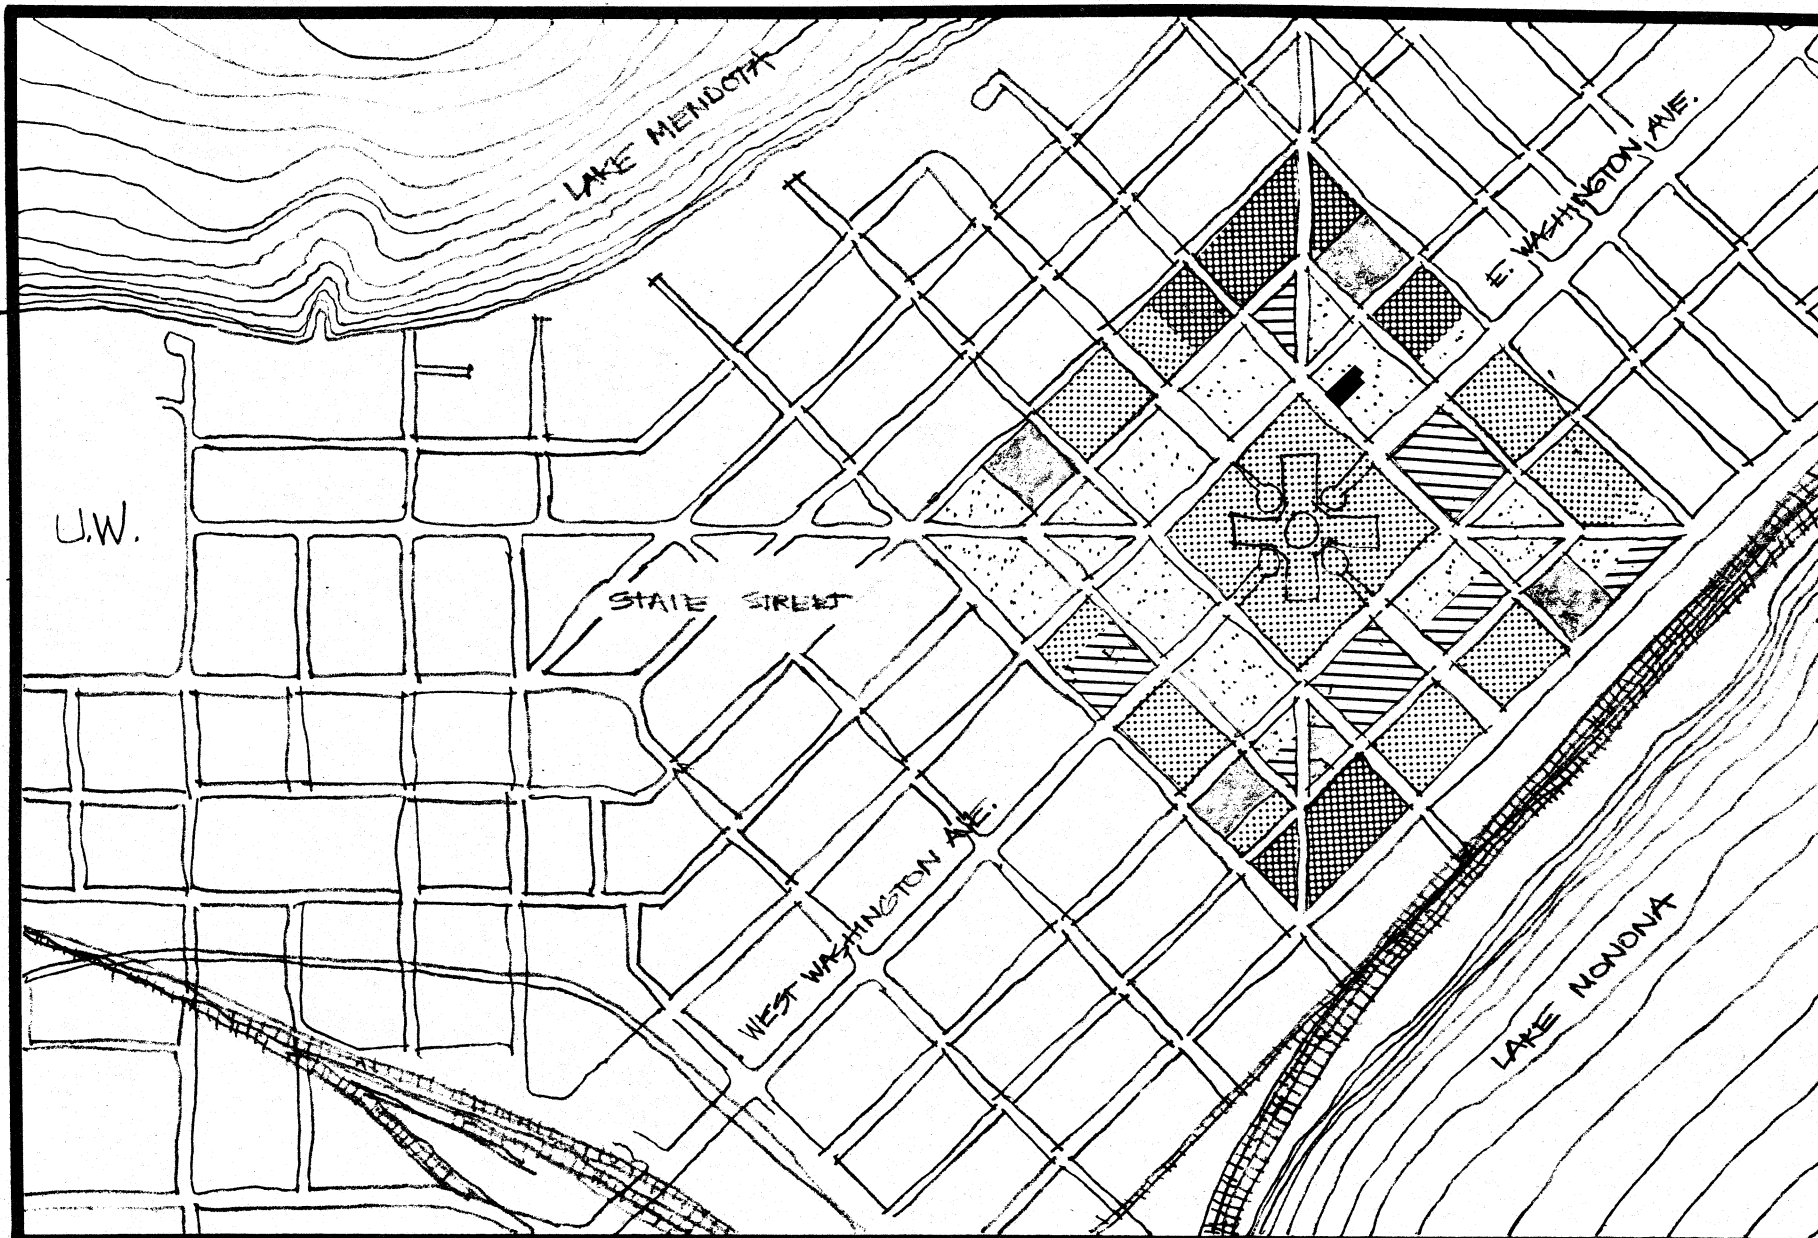 LAKE MENDOTA
E. WASHINGTON AVE.
U.W.
STATE STREET
WEST WASHINGTON AVE.
LAKE MONONA